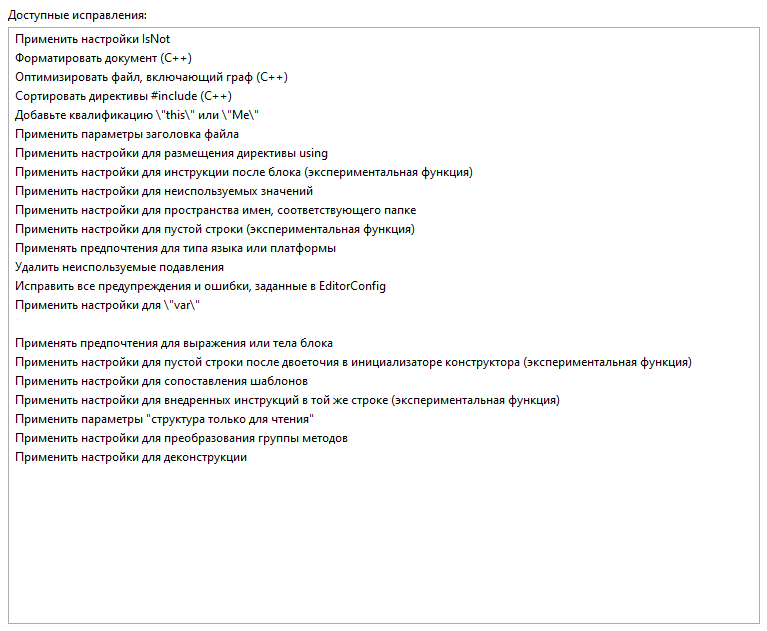 Доступные исправления:
Применить настройки IsNot
Форматировать документ (C++)
Оптимизировать файл, включающий граф (C++)
Сортировать директивы #include (C++)
Добавьте квалификацию \"this\" или \"Me\"
Применить параметры заголовка файла
Применить настройки для размещения директивы using
Применить настройки для инструкции после блока (экспериментальная функция)
Применить настройки для неиспользуемых значений
Применить настройки для пространства имен, соответствующего папке
Применить настройки для пустой строки (экспериментальная функция)
Применять предпочтения для типа языка или платформы
Удалить неиспользуемые подавления
Исправить все предупреждения и ошибки, заданные в EditorConfig
Применить настройки для \"var\"
Применять предпочтения для выражения или тела блока
Применить настройки для пустой строки после двоеточия в инициализаторе конструктора (экспериментальная функция)
Применить настройки для сопоставления шаблонов
Применить настройки для внедренных инструкций в той же строке (экспериментальная функция)
Применить параметры "структура только для чтения"
Применить настройки для преобразования группы методов
Применить настройки для деконструкции